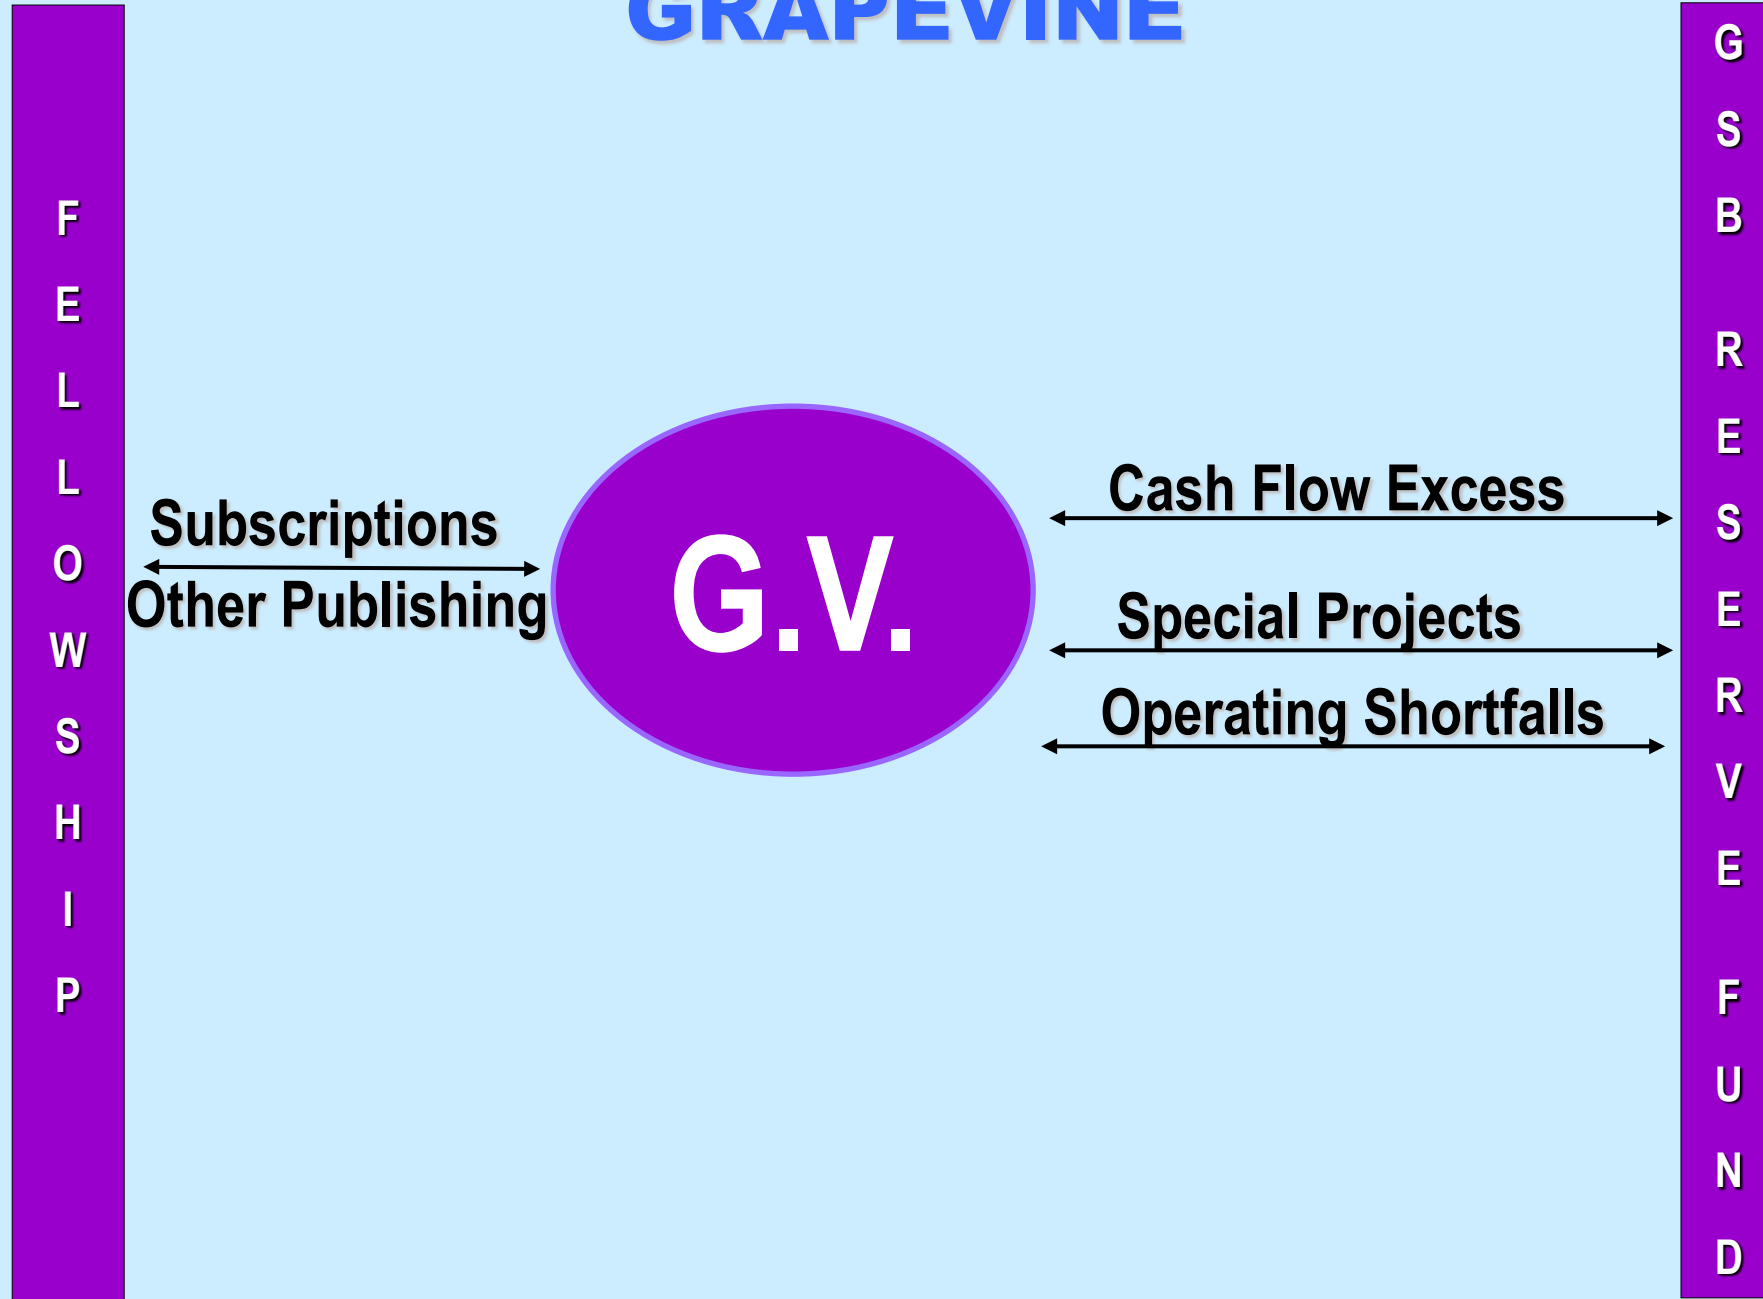 GRAPEVINE
FELLOWSHIP
Subscriptions
Other Publishing
G.V.
Cash Flow Excess
Special Projects
Operating Shortfalls
GSB RESERVE FUND